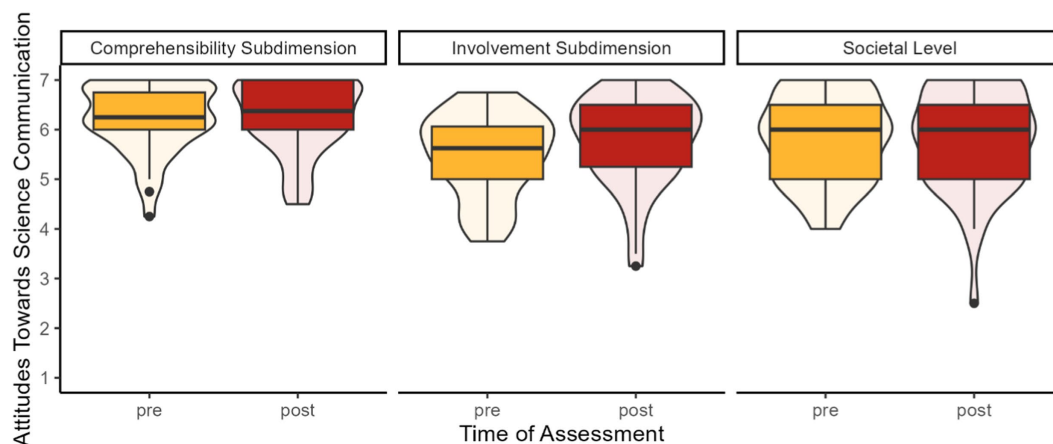 Comprehensibility Subdimension
Involvement Subdimension
Societal Level
Attitudes Towards Science Communication
7
6
5
4
3
2
1
pre
post
pre
post
pre
post
Time of Assessment